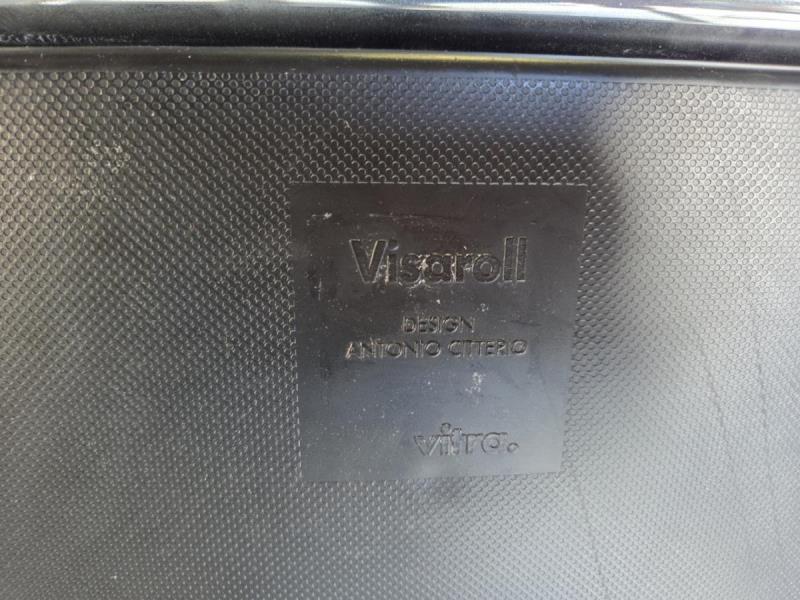 Visaroll
DESIGN
ANTONIO CITTERIO
vitra.